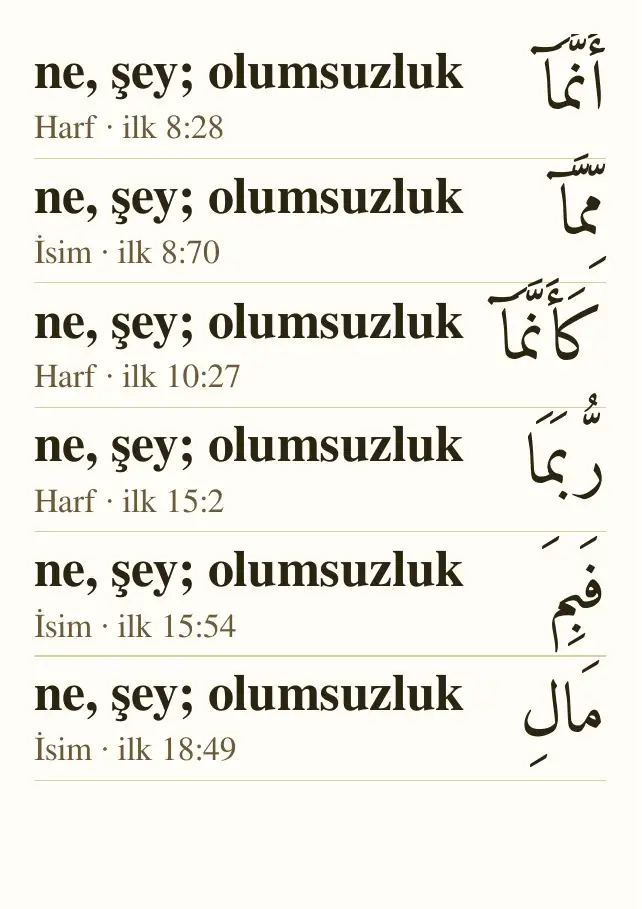 ne, şey; olumsuzluk أَنَّمَآ
Harf · ilk 8:28
ne, şey; olumsuzluk مِّمَّآ
İsim · ilk 8:70
ne, şey; olumsuzluk كَأَنَّمَآ
Harf · ilk 10:27
ne, şey; olumsuzluk رُّبَمَا
Harf · ilk 15:2
ne, şey; olumsuzluk فَبِمَ
İsim · ilk 15:54
ne, şey; olumsuzluk مَالِ
İsim · ilk 18:49